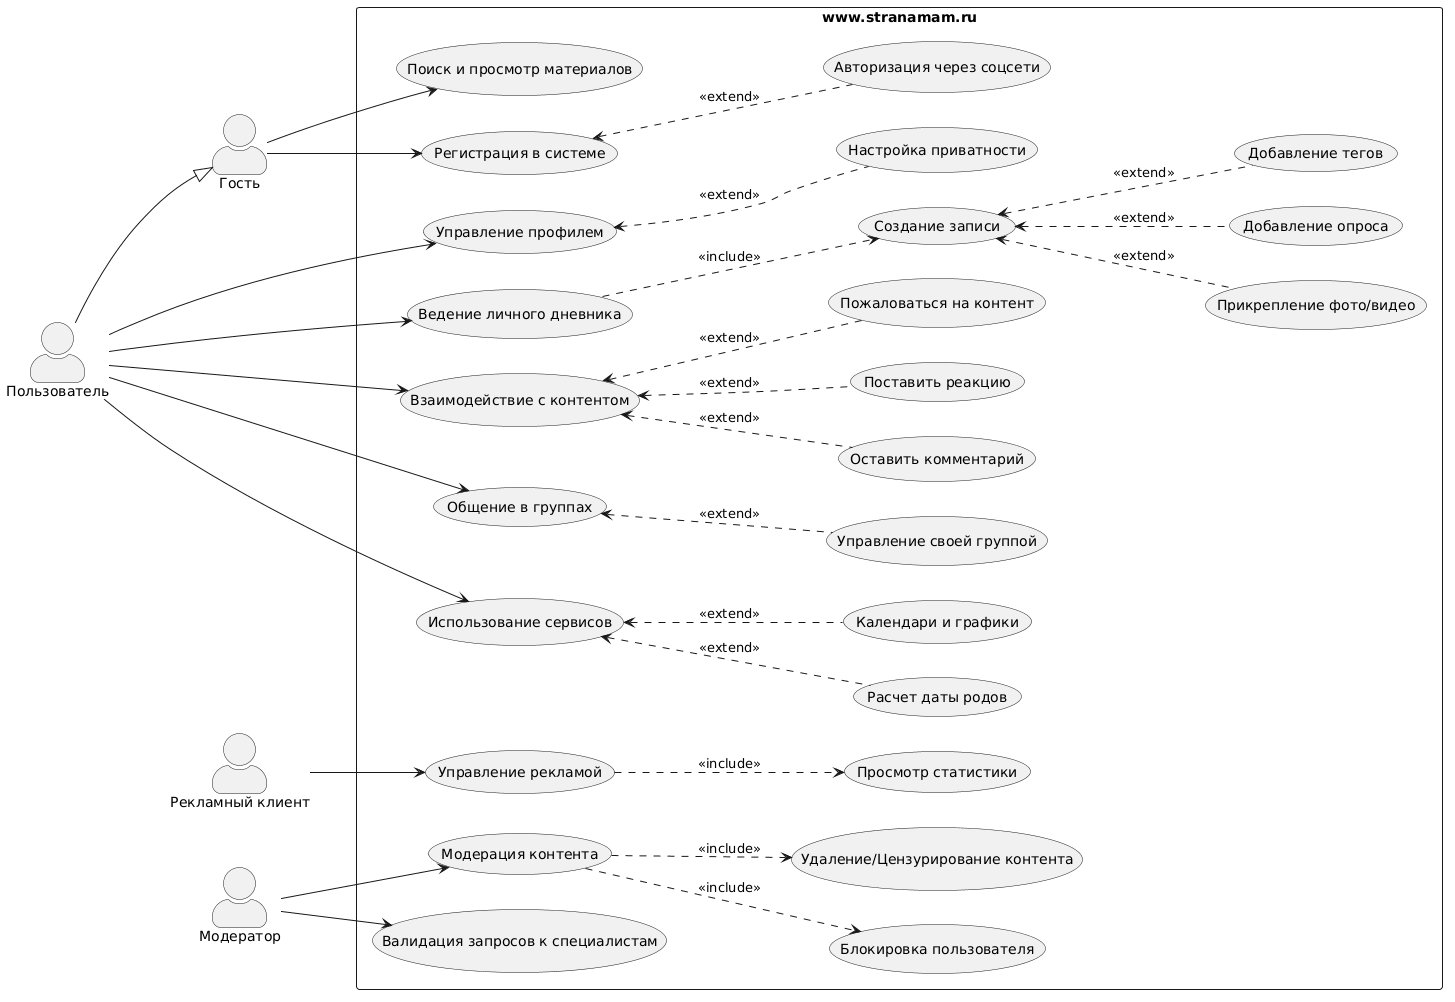 www.stranamam.ru
Поиск и просмотр материалов
Авторизация через соцсети
«extend»
Регистрация в системе
Гость
Настройка приватности
«extend»
Управление профилем
Создание записи
«extend»
Добавление тегов
«extend»
Добавление опроса
«extend»
Прикрепление фото/видео
«include»
Ведение личного дневника
Пожаловаться на контент
«extend»
Пользователь
Взаимодействие с контентом
«extend»
Поставить реакцию
«extend»
Оставить комментарий
Общение в группах
«extend»
Управление своей группой
Использование сервисов
«extend»
Календари и графики
«extend»
Расчет даты родов
Рекламный клиент
Управление рекламой
«include»
Просмотр статистики
Модератор
Модерация контента
«include»
Удаление/Цензурирование контента
«include»
Блокировка пользователя
Валидация запросов к специалистам